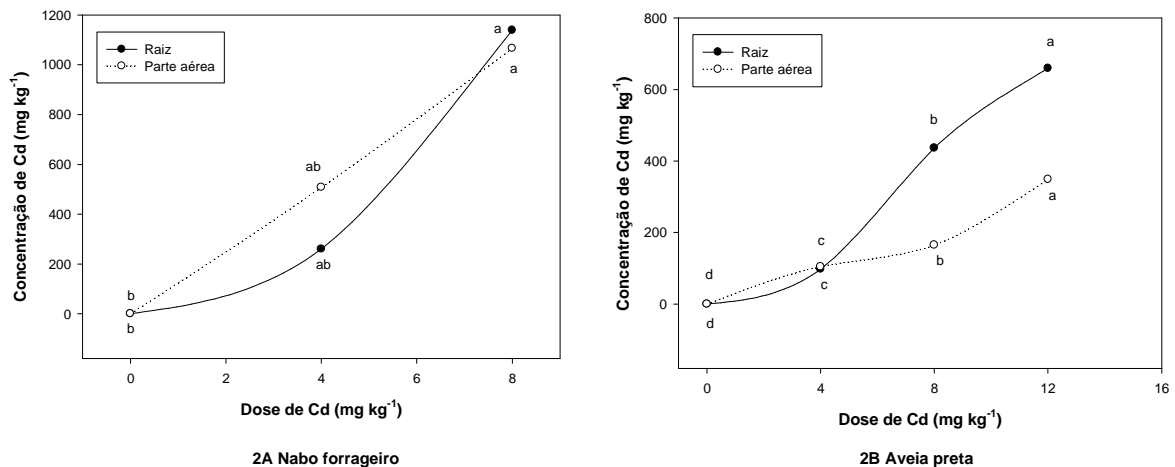 Concentração de Cd (mg kg-1)
1200
1000
800
600
400
200
0
Raiz
Parte aérea
a
a
ab
ab
b
b
0
2
4
6
8
Dose de Cd (mg kg-1)
2A Nabo forrageiro
Concentração de Cd (mg kg-1)
800
600
400
200
0
Raiz
Parte aérea
a
b
a
c
b
d
c
d
0
4
8
12
16
Dose de Cd (mg kg-1)
2B Aveia preta